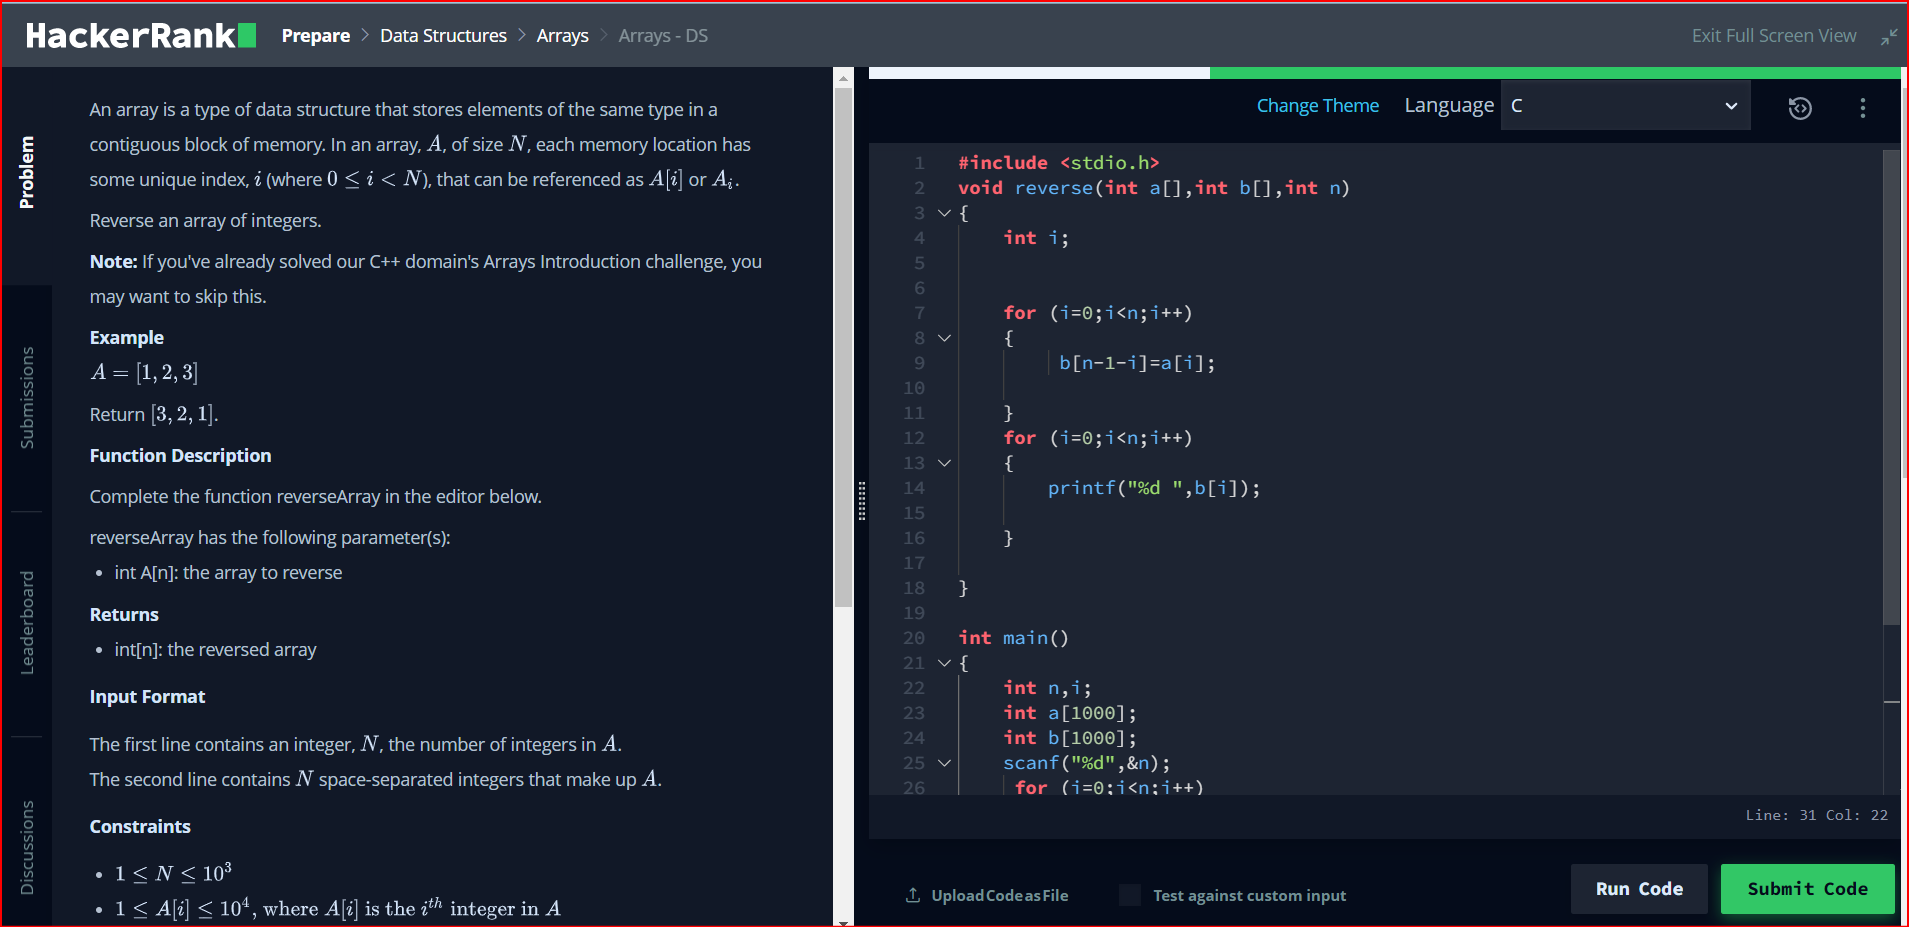 HackerRank Prepare > Data Structures > Arrays > Arrays - DS Exit Full Screen View
Problem
Submissions
Leaderboard
Discussions
An array is a type of data structure that stores elements of the same type in a
contiguous block of memory. In an array, A, of size N, each memory location has
some unique index, i (where 0 ≤ i < N), that can be referenced as A[i] or Aᵢ.
Reverse an array of integers.
Note: If you've already solved our C++ domain's Arrays Introduction challenge, you
may want to skip this.
Example
A = [1, 2, 3]
Return [3, 2, 1].
Function Description
Complete the function reverseArray in the editor below.
reverseArray has the following parameter(s):
• int A[n]: the array to reverse
Returns
• int[n]: the reversed array
Input Format
The first line contains an integer, N, the number of integers in A.
The second line contains N space-separated integers that make up A.
Constraints
• 1 ≤ N ≤ 10³
• 1 ≤ A[i] ≤ 10⁴, where A[i] is the iᵗʰ integer in A
Change Theme Language C
1 #include <stdio.h>
2 void reverse(int a[],int b[],int n)
3 {
4 int i;
5
6
7 for (i=0;i<n;i++)
8 {
9 b[n-1-i]=a[i];
10
11 }
12 for (i=0;i<n;i++)
13 {
14 printf("%d ",b[i]);
15
16 }
17
18 }
19
20 int main()
21 {
22 int n,i;
23 int a[1000];
24 int b[1000];
25 scanf("%d",&n);
26 for (i=0;i<n;i++)
Line: 31 Col: 22
Upload Code as File Test against custom input Run Code Submit Code